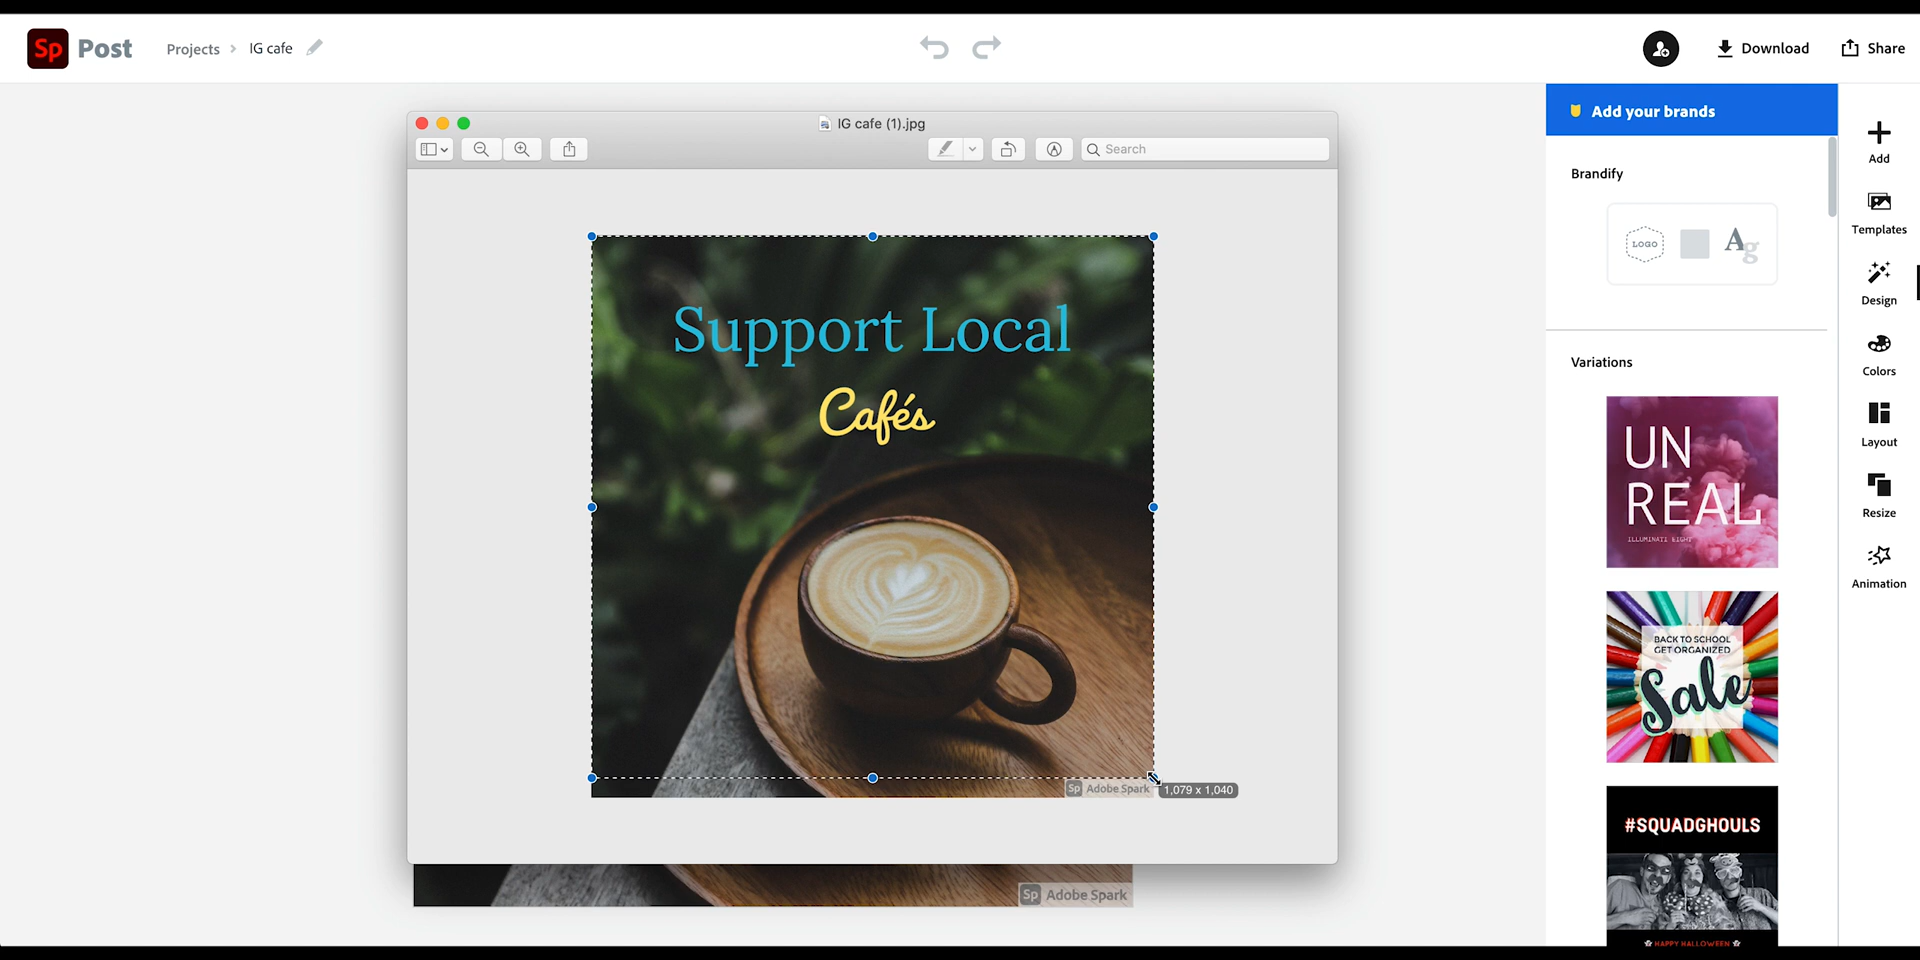 Sp Post
Projects > IG cafe
Download
Share
IG cafe (1).jpg
Search
Support Local
Cafés
Sp Adobe Spark
1,079 x 1,040
Sp Adobe Spark
Add your brands
Brandify
LOGO
Ag
Variations
UN
REAL
ILLUMINATE EIGHT
BACK TO SCHOOL
GET ORGANIZED
Sale
#SQUADGHOULS
HAPPY HALLOWEEN
Add
Templates
Design
Colors
Layout
Resize
Animation